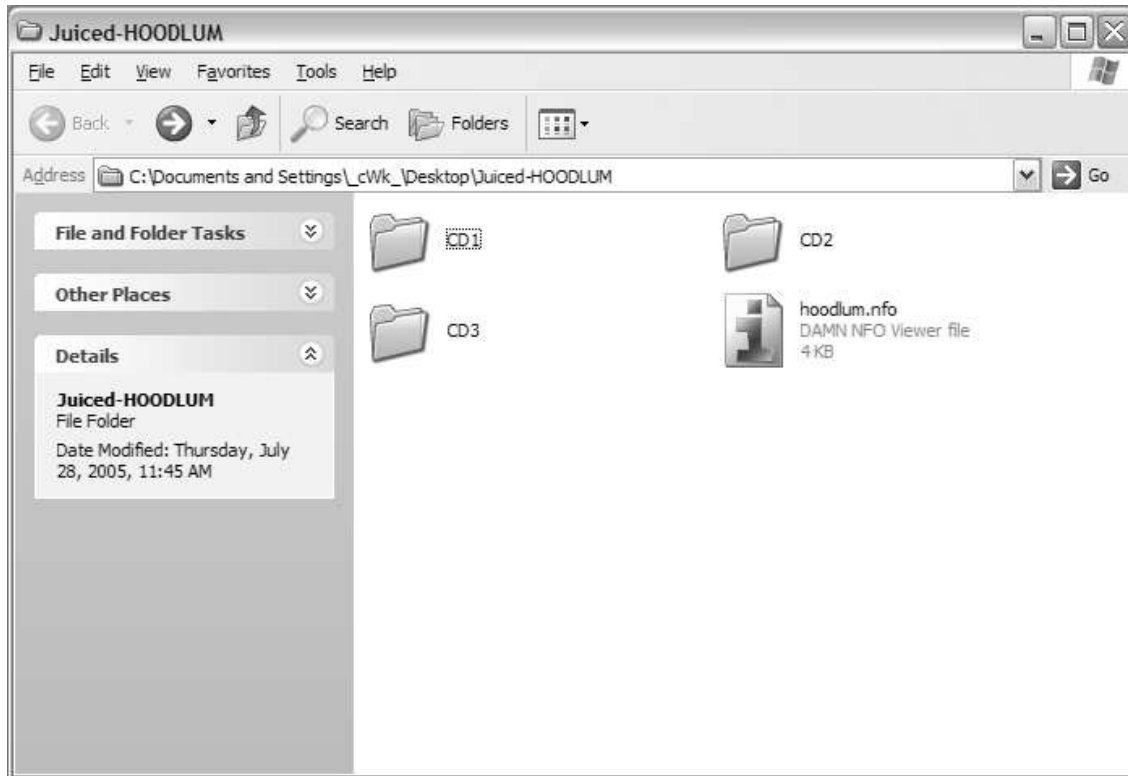 Juiced-HOODLUM
File Edit View Favorites Tools Help
Back Search Folders
Address C:\Documents and Settings\_cWk_\Desktop\Juiced-HOODLUM Go
File and Folder Tasks
Other Places
Details
Juiced-HOODLUM
File Folder
Date Modified: Thursday, July
28, 2005, 11:45 AM
CD1
CD2
CD3
hoodlum.nfo
DAMN NFO Viewer file
4 KB